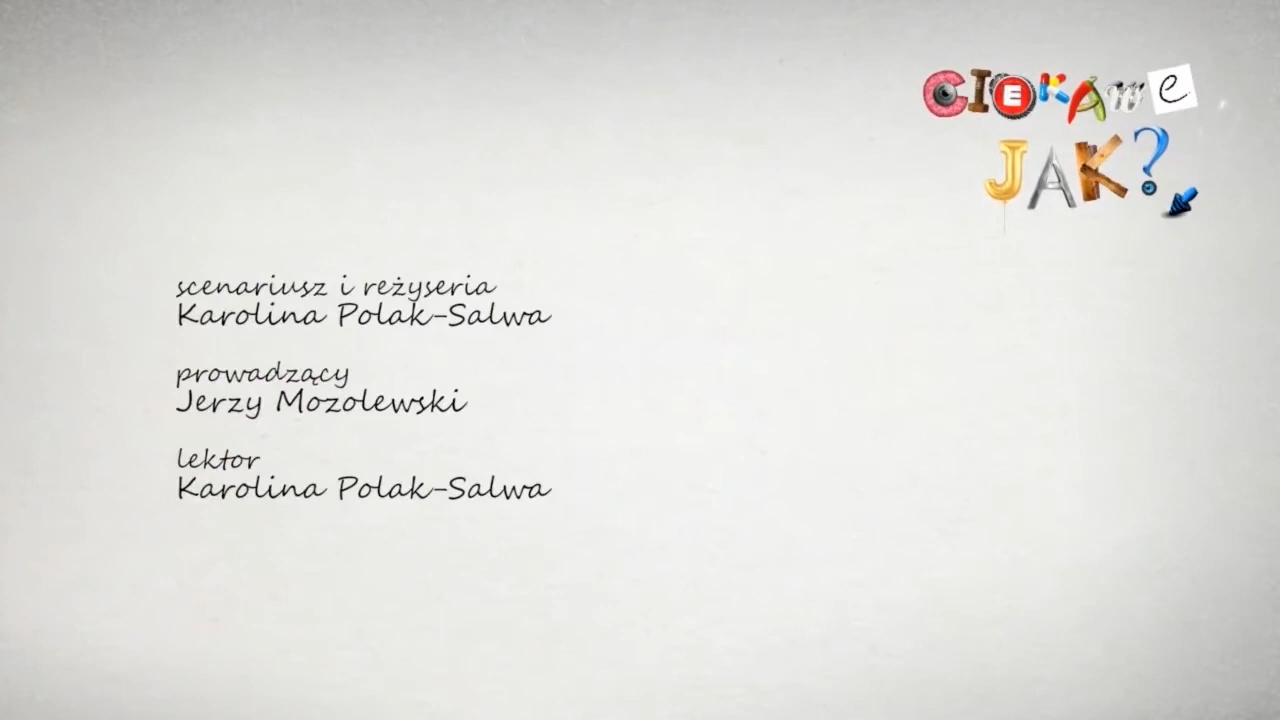 CIEKAWe
JAK?
scenariusz i reżyseria
Karolina Polak-Salwa
prowadzący
Jerzy Mozolewski
lektor
Karolina Polak-Salwa